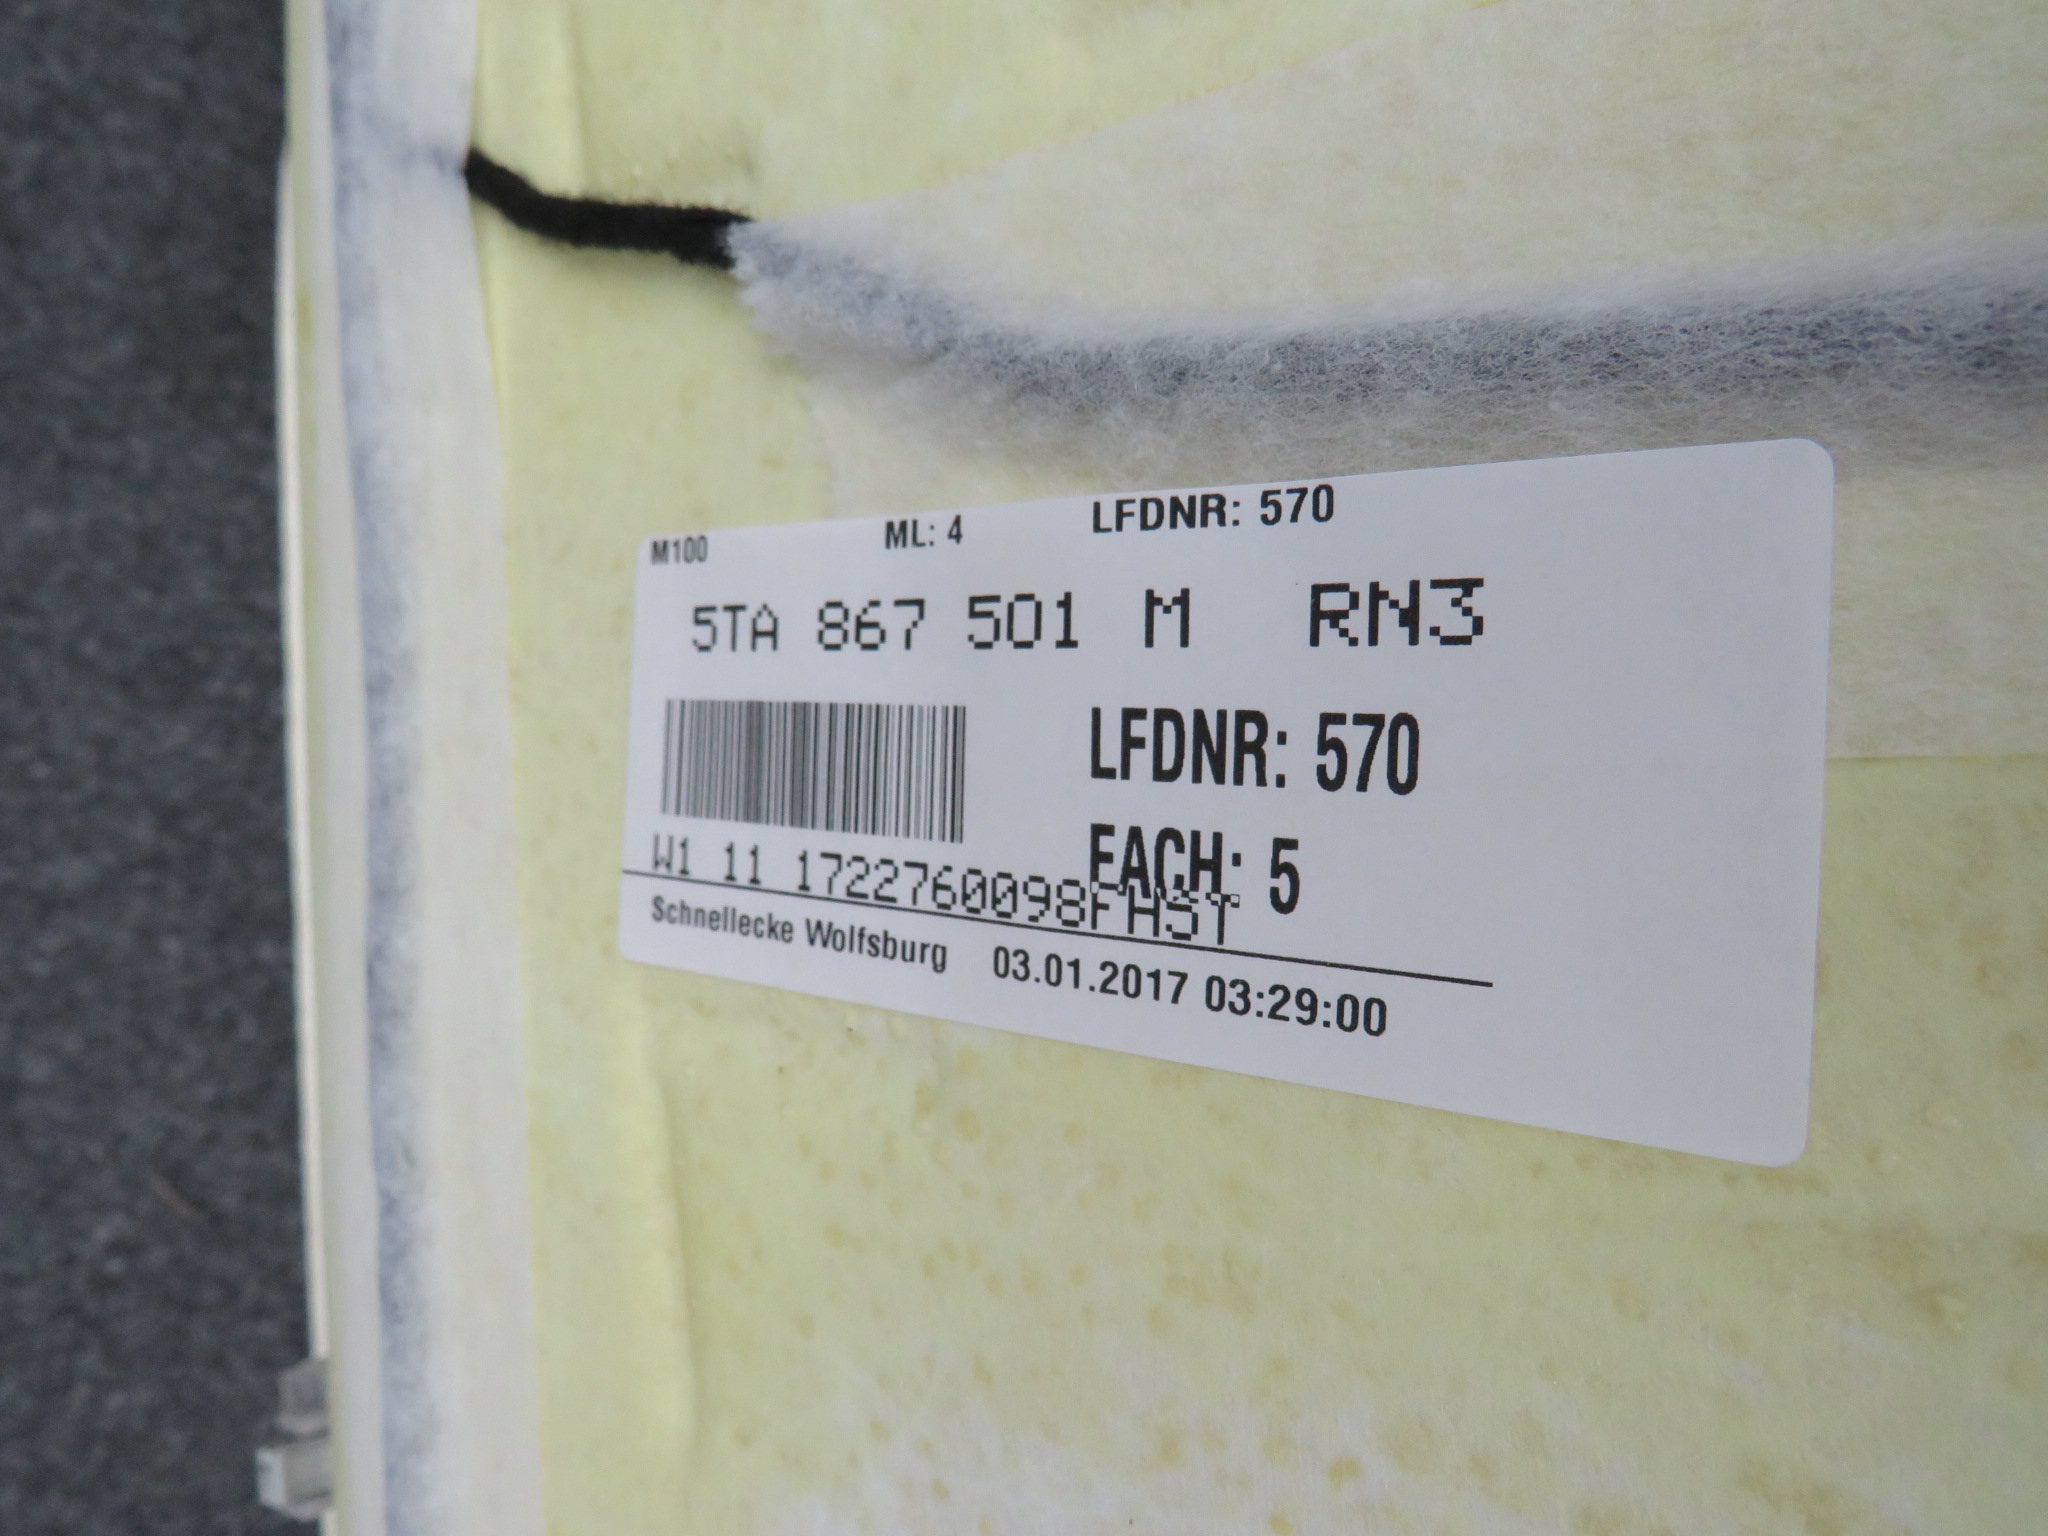 M100 ML: 4 LFDNR: 570
5TA 867 501 M RN3
LFDNR: 570
FACH: 5
W1 11 1722760098FHST
Schnellecke Wolfsburg 03.01.2017 03:29:00